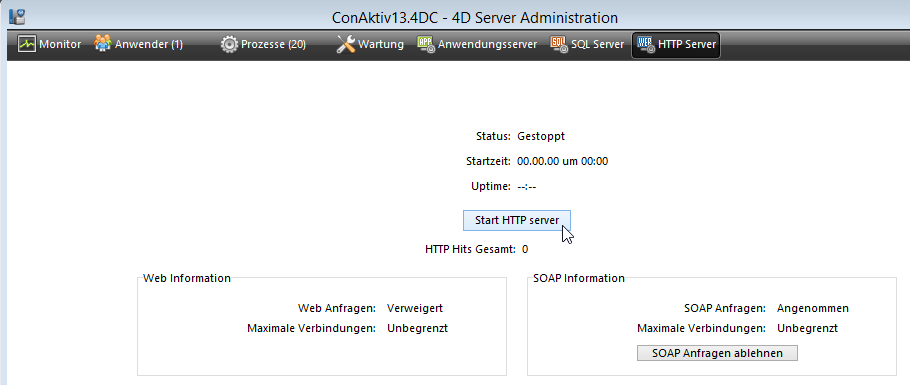 ConAktiv13.4DC - 4D Server Administration
Monitor Anwender (1) Prozesse (20) Wartung Anwendungsserver SQL Server HTTP Server
Status: Gestoppt
Startzeit: 00.00.00 um 00:00
Uptime: --:--
Start HTTP server
HTTP Hits Gesamt: 0
Web Information
Web Anfragen: Verweigert
Maximale Verbindungen: Unbegrenzt
SOAP Information
SOAP Anfragen: Angenommen
Maximale Verbindungen: Unbegrenzt
SOAP Anfragen ablehnen